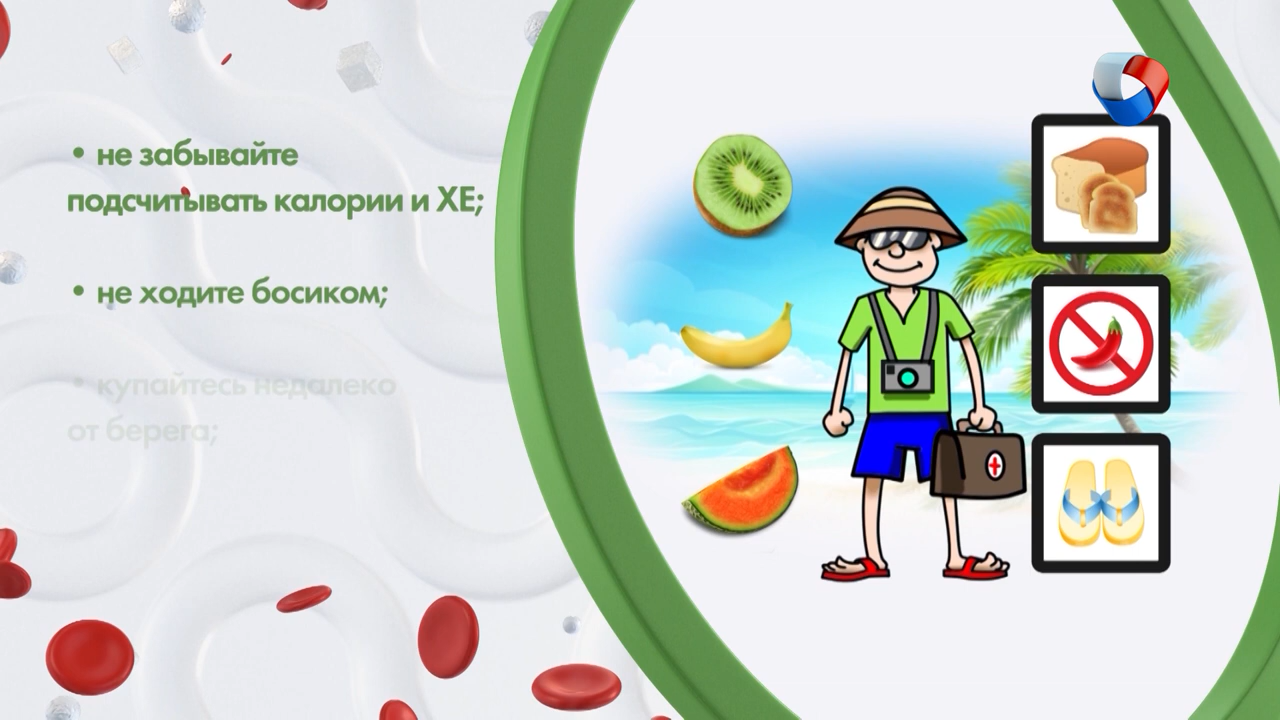 • не забывайте
подсчитывать калории и ХЕ;
• не ходите босиком;
• купайтесь недалеко
от берега;